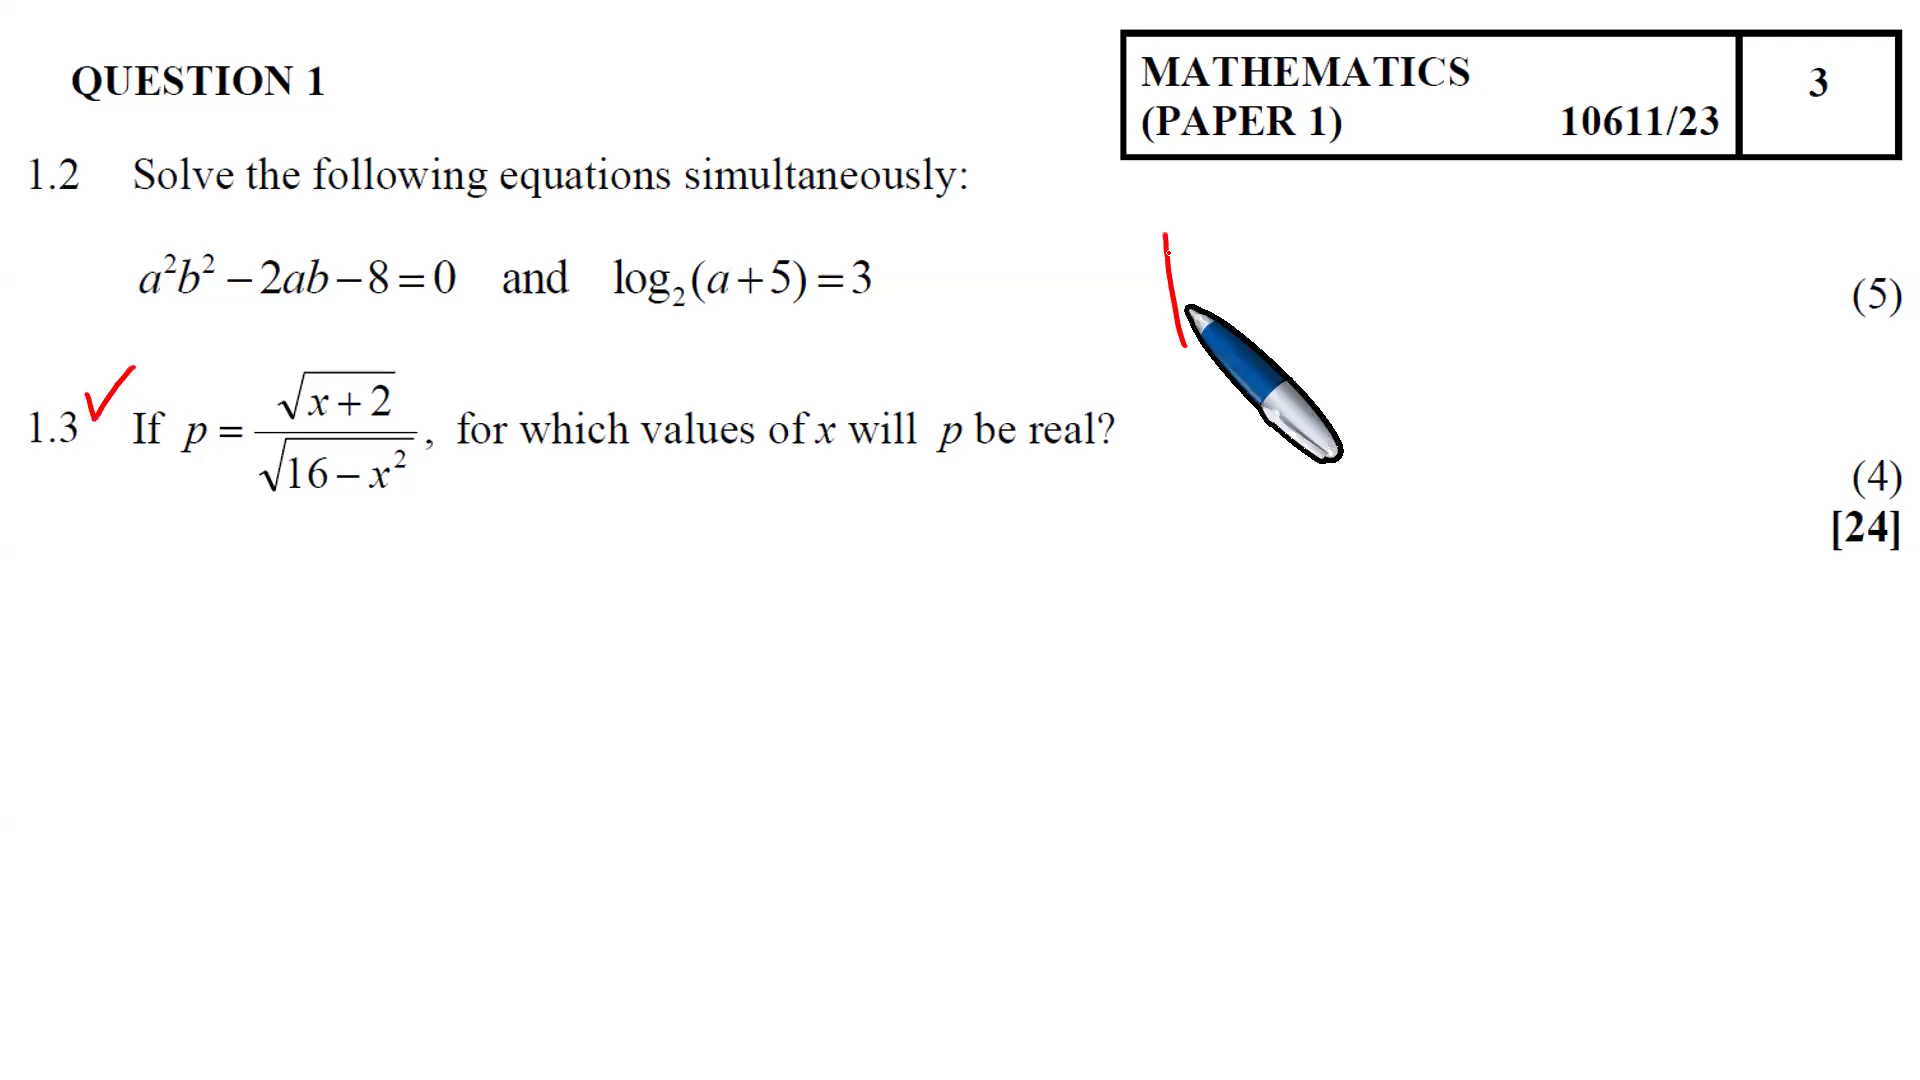 QUESTION 1
MATHEMATICS
(PAPER 1) 10611/23
3
1.2 Solve the following equations simultaneously:
a²b² − 2ab − 8 = 0 and log₂(a + 5) = 3
(5)
1.3 If p = √(x + 2) / √(16 − x²), for which values of x will p be real?
(4)
[24]